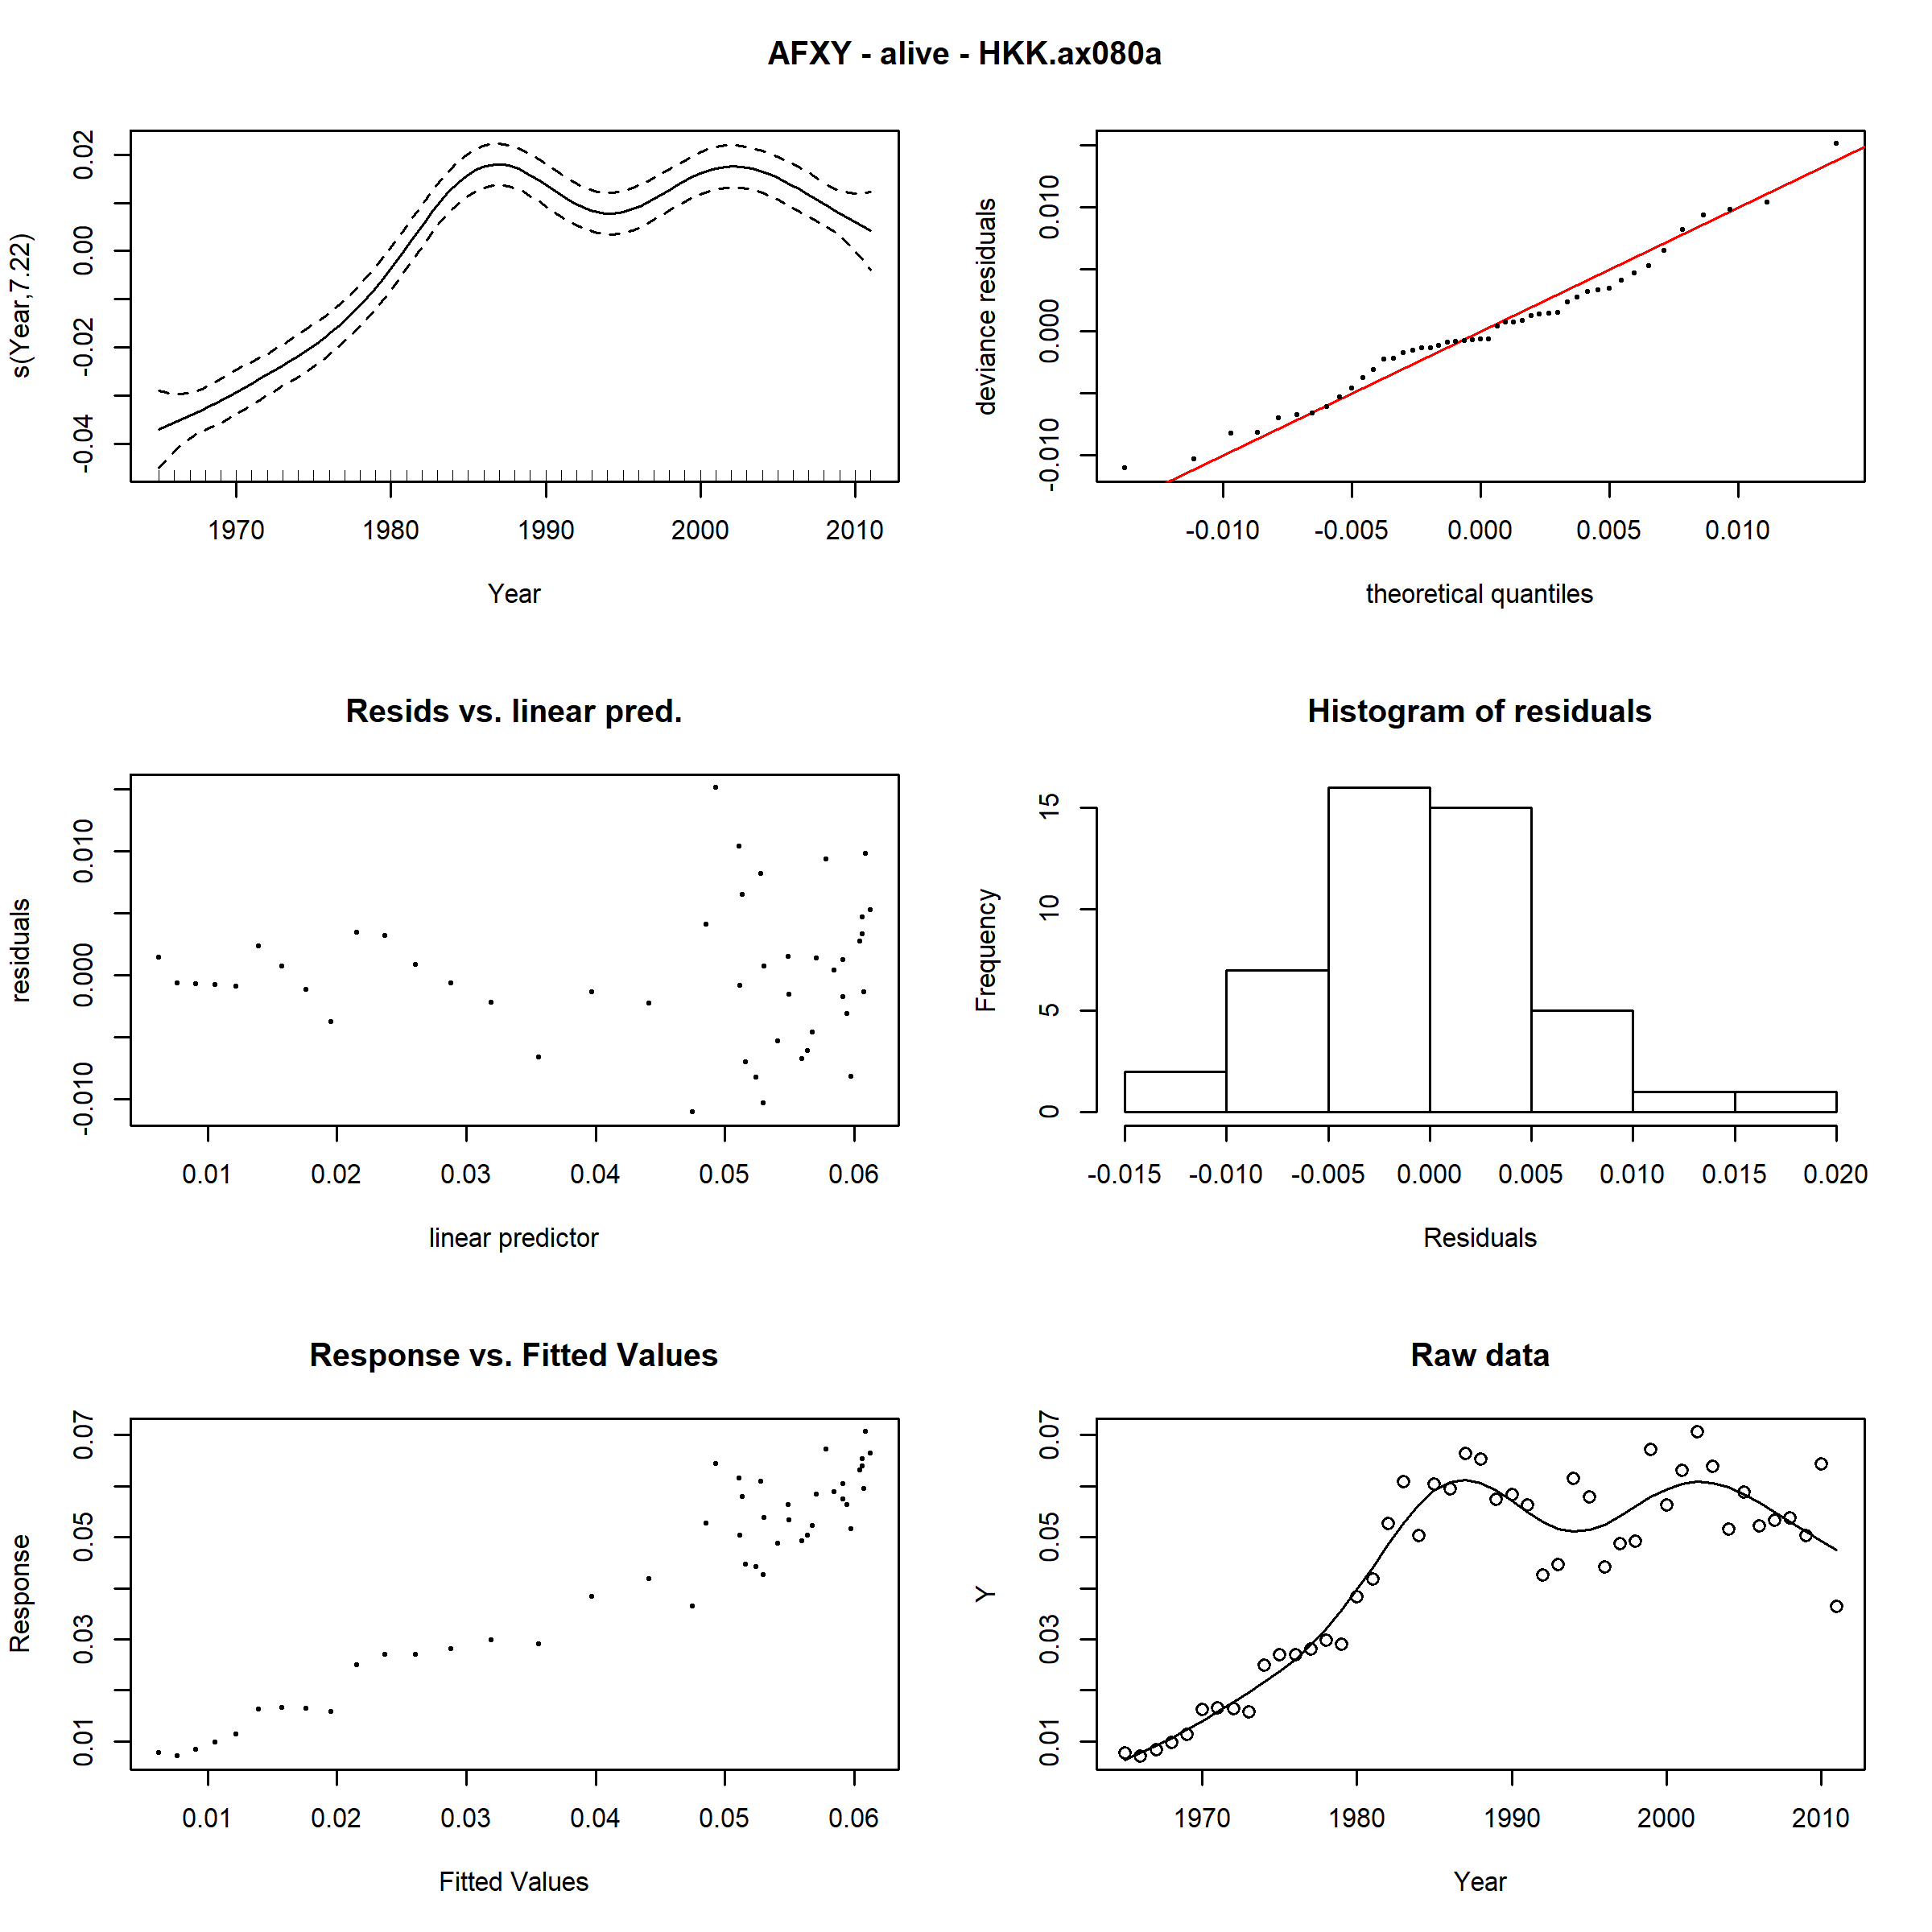 AFXY - alive - HKK.ax080a
s(Year,7.22)
-0.04 -0.02 0.00 0.02
1970 1980 1990 2000 2010
Year
deviance residuals
-0.010 0.000 0.010
-0.010 -0.005 0.000 0.005 0.010
theoretical quantiles
Resids vs. linear pred.
residuals
-0.010 0.000 0.010
0.01 0.02 0.03 0.04 0.05 0.06
linear predictor
Histogram of residuals
Frequency
0 5 10 15
-0.015 -0.010 -0.005 0.000 0.005 0.010 0.015 0.020
Residuals
Response vs. Fitted Values
Response
0.01 0.03 0.05 0.07
0.01 0.02 0.03 0.04 0.05 0.06
Fitted Values
Raw data
Y
0.01 0.03 0.05 0.07
1970 1980 1990 2000 2010
Year